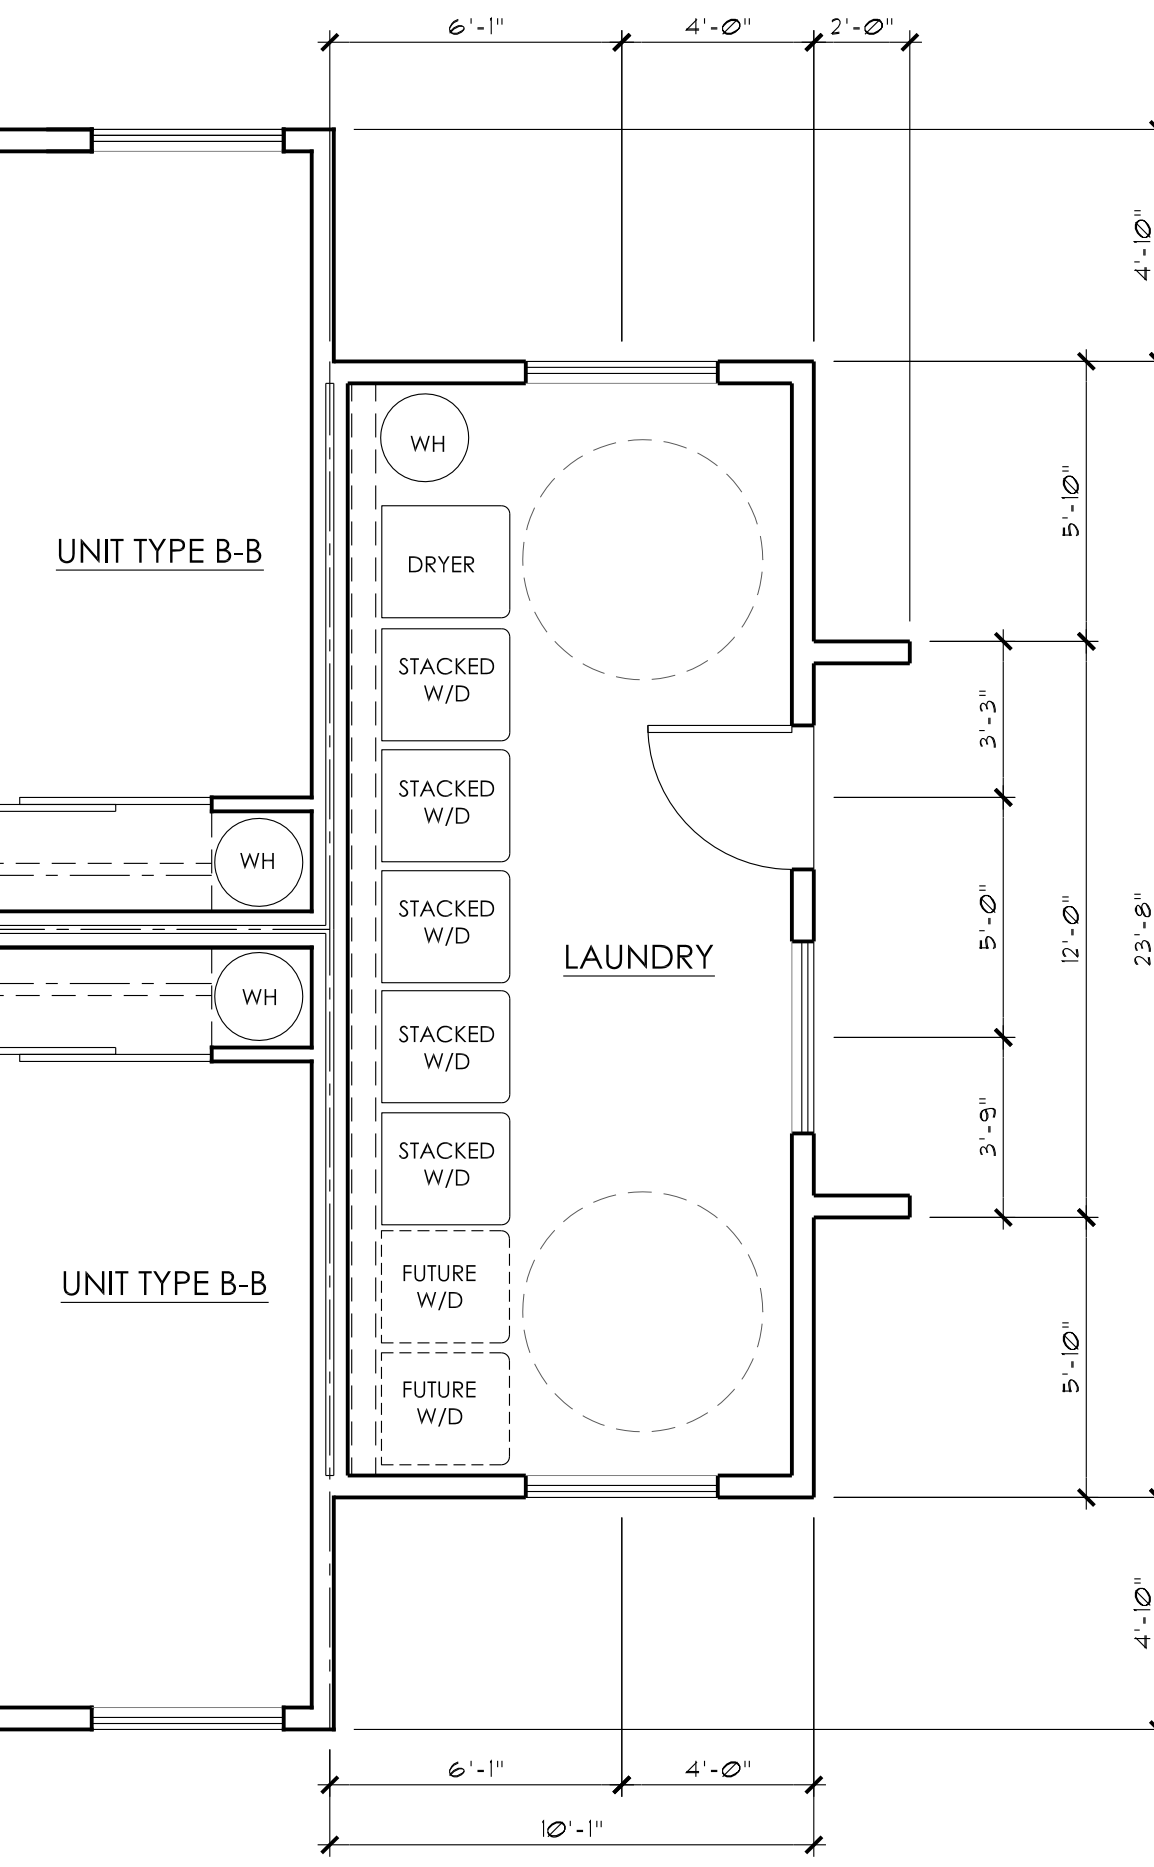 6'-1" 4'-0" 2'-0"
4'-10"
WH
5'-10"
UNIT TYPE B-B
DRYER
STACKED
W/D
3'-3"
STACKED
W/D
WH
STACKED
W/D
LAUNDRY
5'-0"
12'-0"
23'-8"
WH
STACKED
W/D
STACKED
W/D
3'-9"
UNIT TYPE B-B
FUTURE
W/D
FUTURE
W/D
5'-10"
4'-10"
6'-1" 4'-0"
10'-1"